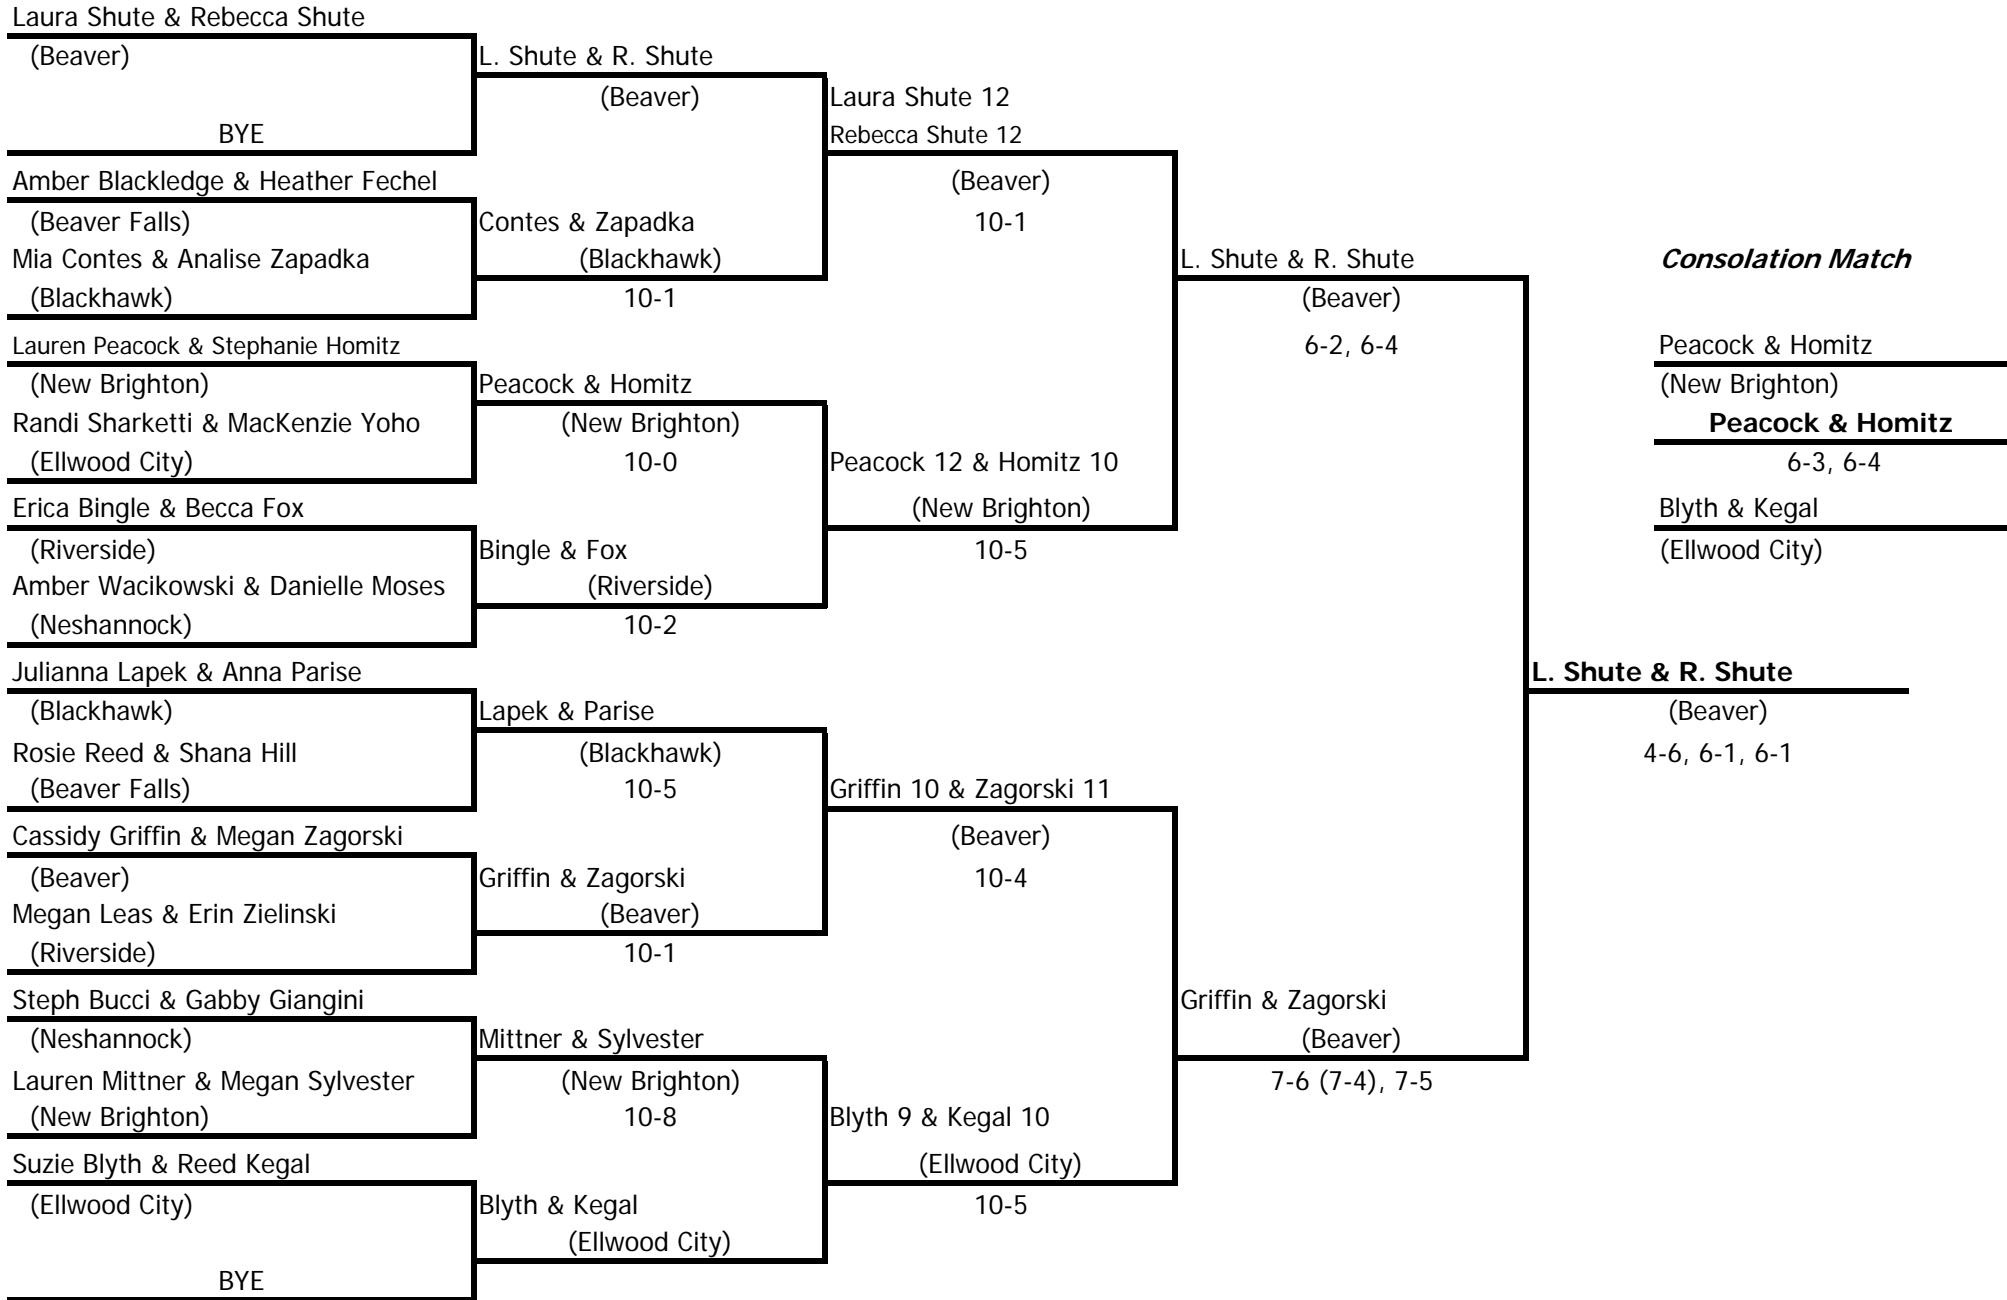 Laura Shute & Rebecca Shute
(Beaver)
BYE
Amber Blackledge & Heather Fechel
(Beaver Falls)
Mia Contes & Analise Zapadka
(Blackhawk)
Lauren Peacock & Stephanie Homitz
(New Brighton)
Randi Sharketti & MacKenzie Yoho
(Ellwood City)
Erica Bingle & Becca Fox
(Riverside)
Amber Wacikowski & Danielle Moses
(Neshannock)
Julianna Lapek & Anna Parise
(Blackhawk)
Rosie Reed & Shana Hill
(Beaver Falls)
Cassidy Griffin & Megan Zagorski
(Beaver)
Megan Leas & Erin Zielinski
(Riverside)
Steph Bucci & Gabby Giangini
(Neshannock)
Lauren Mittner & Megan Sylvester
(New Brighton)
Suzie Blyth & Reed Kegal
(Ellwood City)
BYE
L. Shute & R. Shute
(Beaver)
Contes & Zapadka
(Blackhawk)
10-1
Peacock & Homitz
(New Brighton)
10-0
Bingle & Fox
(Riverside)
10-2
Lapek & Parise
(Blackhawk)
10-5
Griffin & Zagorski
(Beaver)
10-1
Mittner & Sylvester
(New Brighton)
10-8
Blyth & Kegal
(Ellwood City)
Laura Shute 12
Rebecca Shute 12
(Beaver)
10-1
Peacock 12 & Homitz 10
(New Brighton)
10-5
Griffin 10 & Zagorski 11
(Beaver)
10-4
Blyth 9 & Kegal 10
(Ellwood City)
10-5
L. Shute & R. Shute
(Beaver)
6-2, 6-4
Griffin & Zagorski
(Beaver)
7-6 (7-4), 7-5
L. Shute & R. Shute
(Beaver)
4-6, 6-1, 6-1
Consolation Match
Peacock & Homitz
(New Brighton)
Peacock & Homitz
6-3, 6-4
Blyth & Kegal
(Ellwood City)